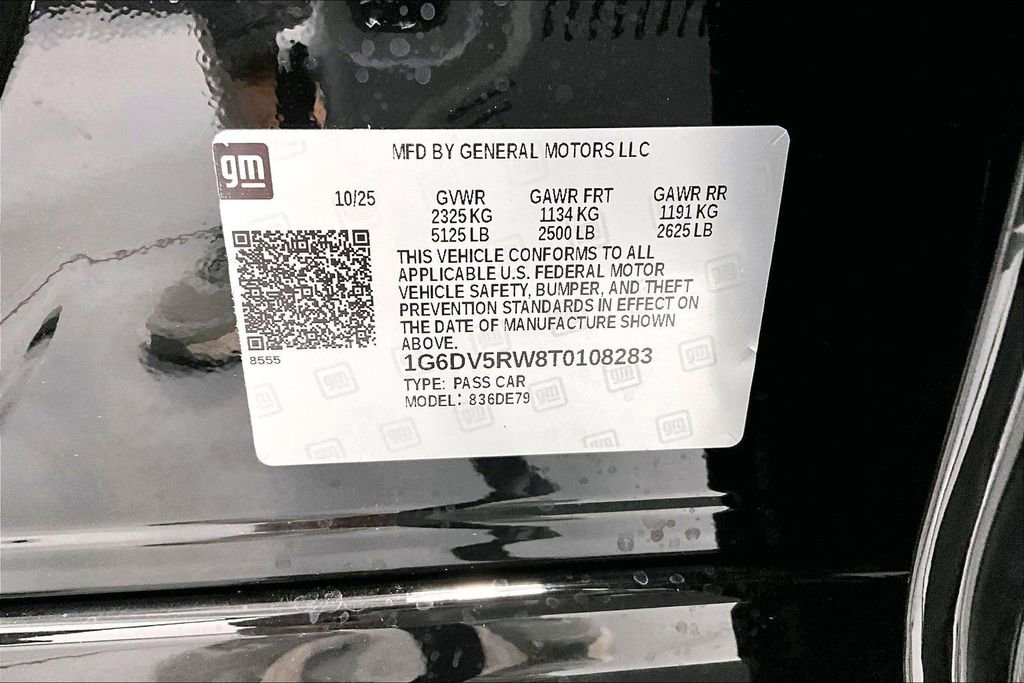 gm
MFD BY GENERAL MOTORS LLC
10/25 GVWR GAWR FRT GAWR RR
2325 KG 1134 KG 1191 KG
5125 LB 2500 LB 2625 LB
THIS VEHICLE CONFORMS TO ALL
APPLICABLE U.S. FEDERAL MOTOR
VEHICLE SAFETY, BUMPER, AND THEFT
PREVENTION STANDARDS IN EFFECT ON
THE DATE OF MANUFACTURE SHOWN
ABOVE.
8555
1G6DV5RW8T0108283
TYPE: PASS CAR
MODEL: 836DE79